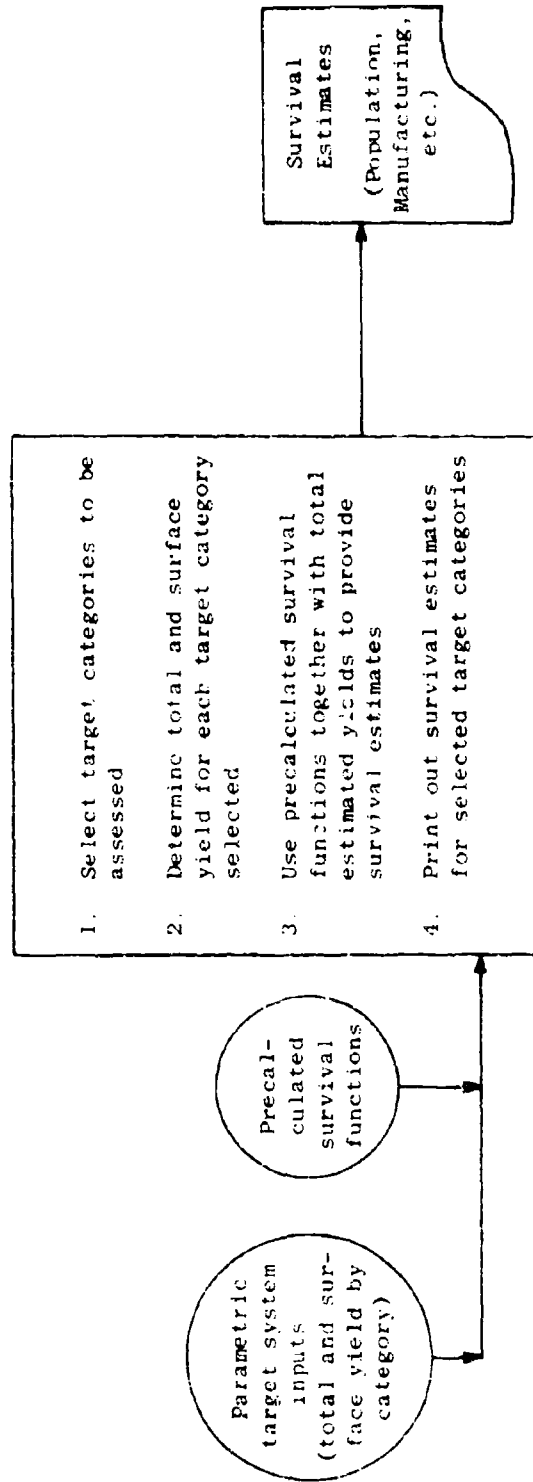 Parametric
target system
inputs
(total and sur-
face yield by
category)
Precal-
culated
survival
functions
1. Select target categories to be
assessed
2. Determine total and surface
yield for each target category
selected
3. Use precalculated survival
functions together with total
estimated yields to provide
survival estimates
4. Print out survival estimates
for selected target categories
Survival
Estimates
(Population,
Manufacturing,
etc.)